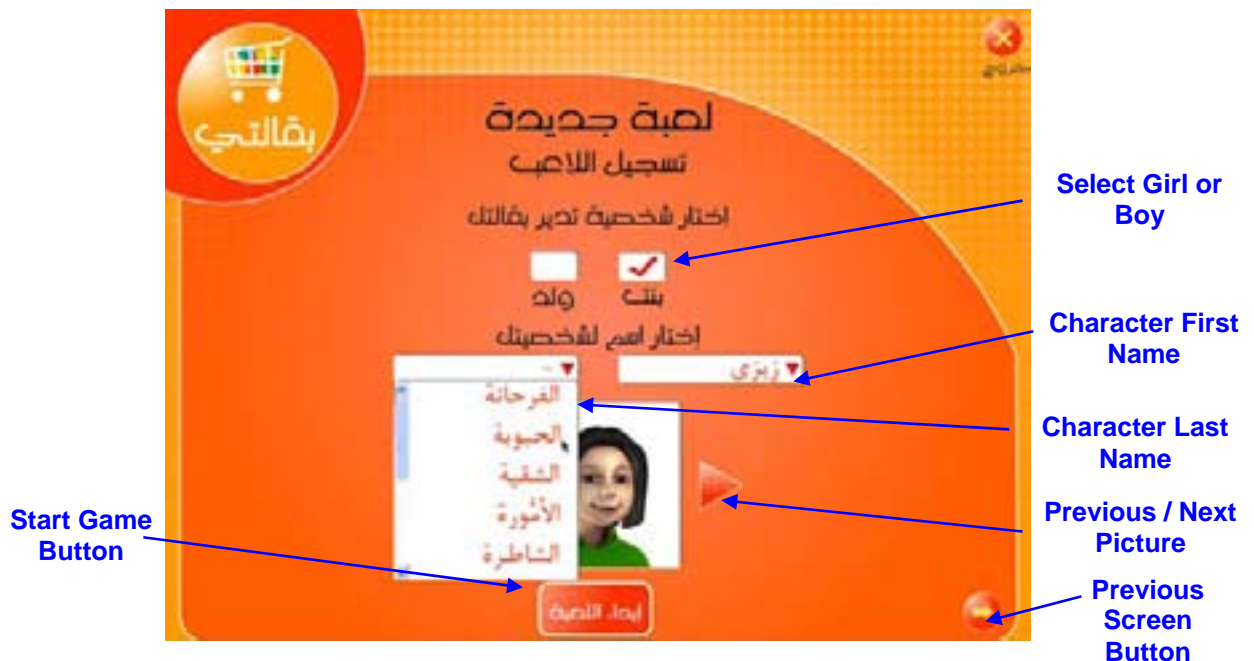 بقالتي
لعبة جديدة
تسجيل اللاعب
اختار شخصية تدير بقالتك
بنت
ولد
إختار اسم لشخصيتك
زيزي
-
الفرحانة
الحبوبة
الشقية
الأمورة
الشاطرة
ابدا، اللعبة
Select Girl or
Boy
Character First
Name
Character Last
Name
Previous / Next
Picture
Previous
Screen
Button
Start Game
Button